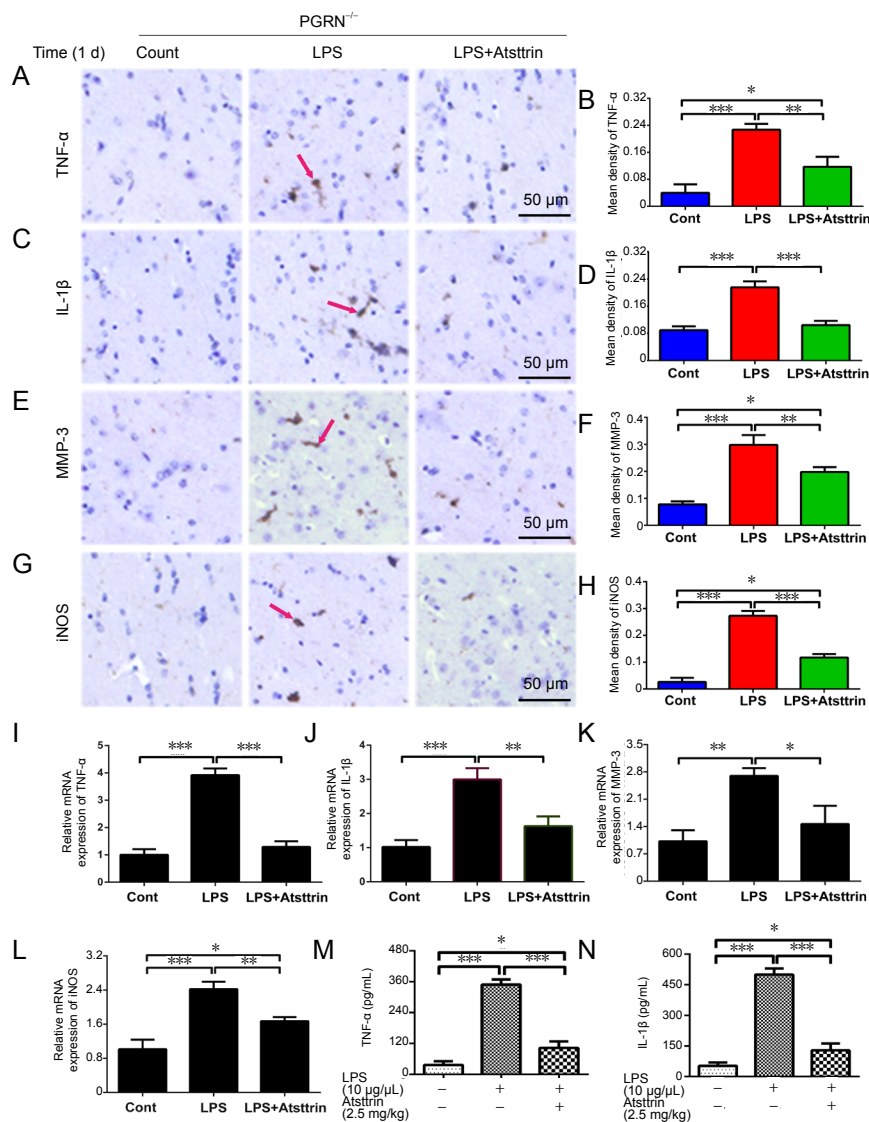 PGRN−/−
Time (1 d) Count LPS LPS+Atsttrin
A
TNF-α
50 μm
B
Mean density of TNF-α
0.32
0.24
0.16
0.08
0
* *** **
Cont LPS LPS+Atsttrin
C
IL-1β
50 μm
D
Mean density of IL-1β
0.32
0.24
0.16
0.08
0
*** ***
Cont LPS LPS+Atsttrin
E
MMP-3
50 μm
F
Mean density of MMP-3
0.4
0.3
0.2
0.1
0
* *** **
Cont LPS LPS+Atsttrin
G
iNOS
50 μm
H
Mean density of iNOS
0.4
0.3
0.2
0.1
0
* *** ***
Cont LPS LPS+Atsttrin
I
Relative mRNA
expression of TNF-α
5
4
3
2
1
0
*** ***
Cont LPS LPS+Atsttrin
J
Relative mRNA
expression of IL-1β
4
3
2
1
0
*** **
Cont LPS LPS+Atsttrin
K
Relative mRNA
expression of MMP-3
3.5
2.8
2.1
1.4
0.7
0
** *
Cont LPS LPS+Atsttrin
L
Relative mRNA
expression of iNOS
2.4
1.6
0.8
0
* *** **
Cont LPS LPS+Atsttrin
M
TNF-α (pg/mL)
480
360
240
120
0
* *** ***
LPS
(10 μg/μL) − + +
Atsttrin
(2.5 mg/kg) − − +
N
IL-1β (pg/mL)
600
450
300
150
0
* *** ***
LPS
(10 μg/μL) − + +
Atsttrin
(2.5 mg/kg) − − +